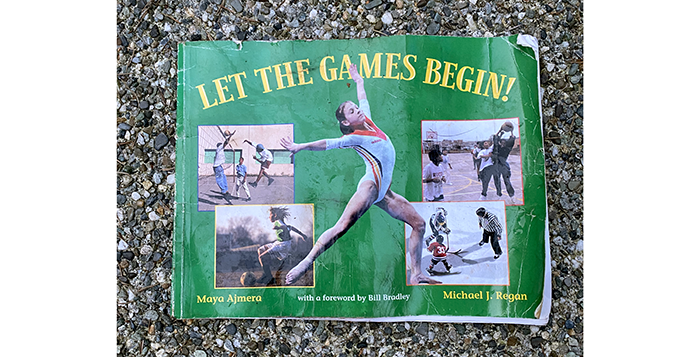 LET THE GAMES BEGIN!
Maya Ajmera
with a foreword by Bill Bradley
Michael J. Regan